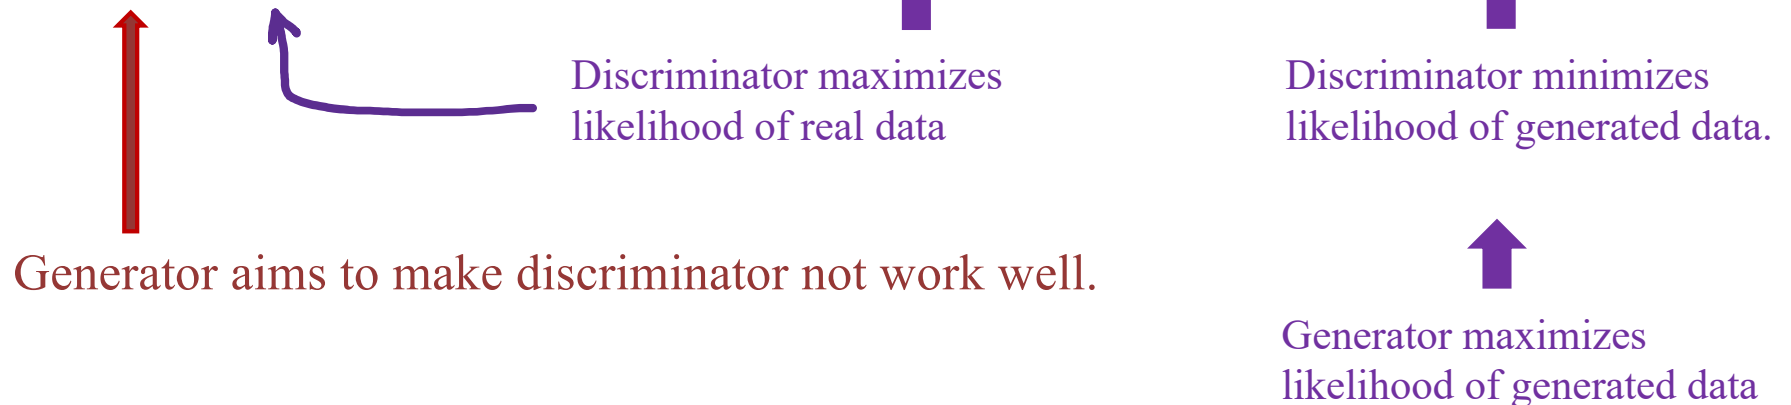 Discriminator maximizes
likelihood of real data
Discriminator minimizes
likelihood of generated data.
Generator aims to make discriminator not work well.
Generator maximizes
likelihood of generated data